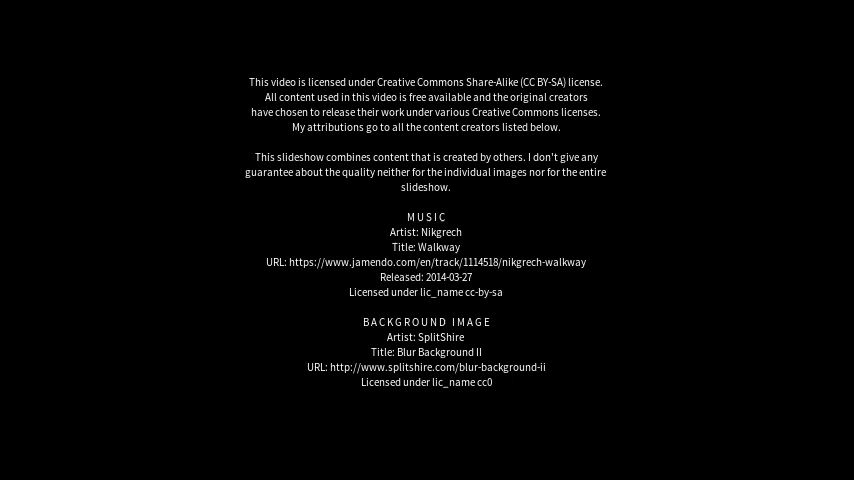 This video is licensed under Creative Commons Share-Alike (CC BY-SA) license.
All content used in this video is free available and the original creators
have chosen to release their work under various Creative Commons licenses.
My attributions go to all the content creators listed below.
This slideshow combines content that is created by others. I don't give any
guarantee about the quality neither for the individual images nor for the entire
slideshow.
MUSIC
Artist: Nikgrech
Title: Walkway
URL: https://www.jamendo.com/en/track/1114518/nikgrech-walkway
Released: 2014-03-27
Licensed under lic_name cc-by-sa
BACKGROUND IMAGE
Artist: SplitShire
Title: Blur Background II
URL: http://www.splitshire.com/blur-background-ii
Licensed under lic_name cc0